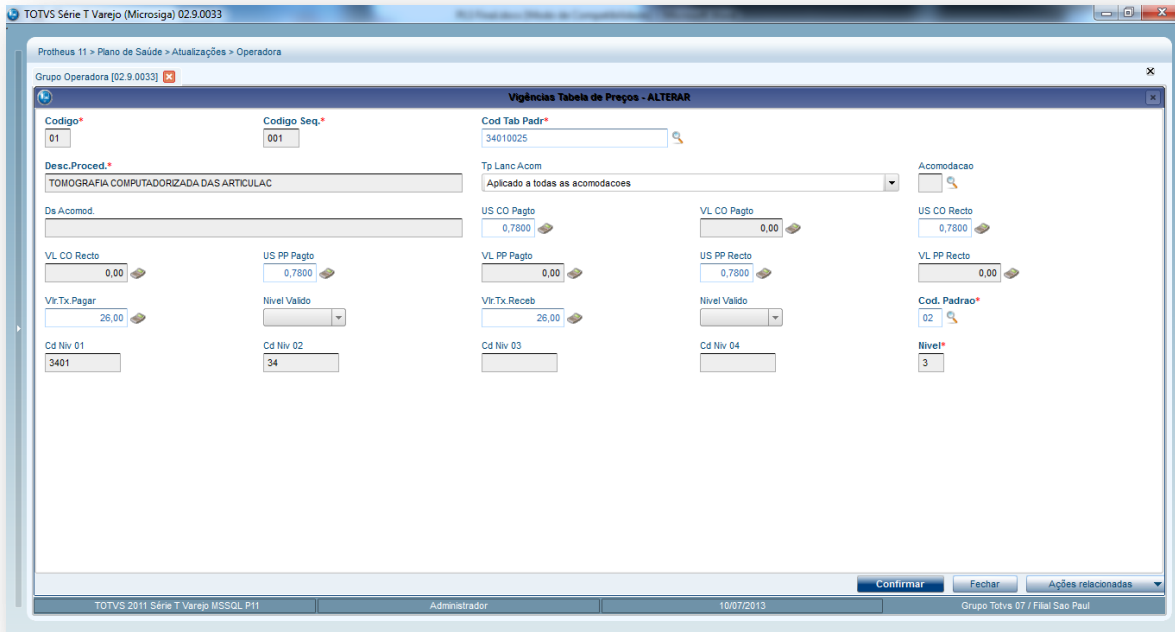 TOTVS Série T Varejo (Microsiga) 02.9.0033
Protheus 11 > Plano de Saúde > Atualizações > Operadora
Grupo Operadora [02.9.0033]
Vigências Tabela de Preços - ALTERAR
Codigo* Codigo Seq.* Cod Tab Padr*
01 001 34010025
Desc.Proced.* Tp Lanc Acom Acomodacao
TOMOGRAFIA COMPUTADORIZADA DAS ARTICULAC Aplicado a todas as acomodacoes
Ds Acomod. US CO Pagto VL CO Pagto US CO Recto
0,7800 0,00 0,7800
VL CO Recto US PP Pagto VL PP Pagto US PP Recto VL PP Recto
0,00 0,7800 0,00 0,7800 0,00
Vlr.Tx.Pagar Nivel Valido Vlr.Tx.Receb Nivel Valido Cod. Padrao*
26,00 26,00 02
Cd Niv 01 Cd Niv 02 Cd Niv 03 Cd Niv 04 Nivel*
3401 34 3
Confirmar Fechar Ações relacionadas
TOTVS 2011 Série T Varejo MSSQL P11 Administrador 10/07/2013 Grupo Totvs 07 / Filial Sao Paul